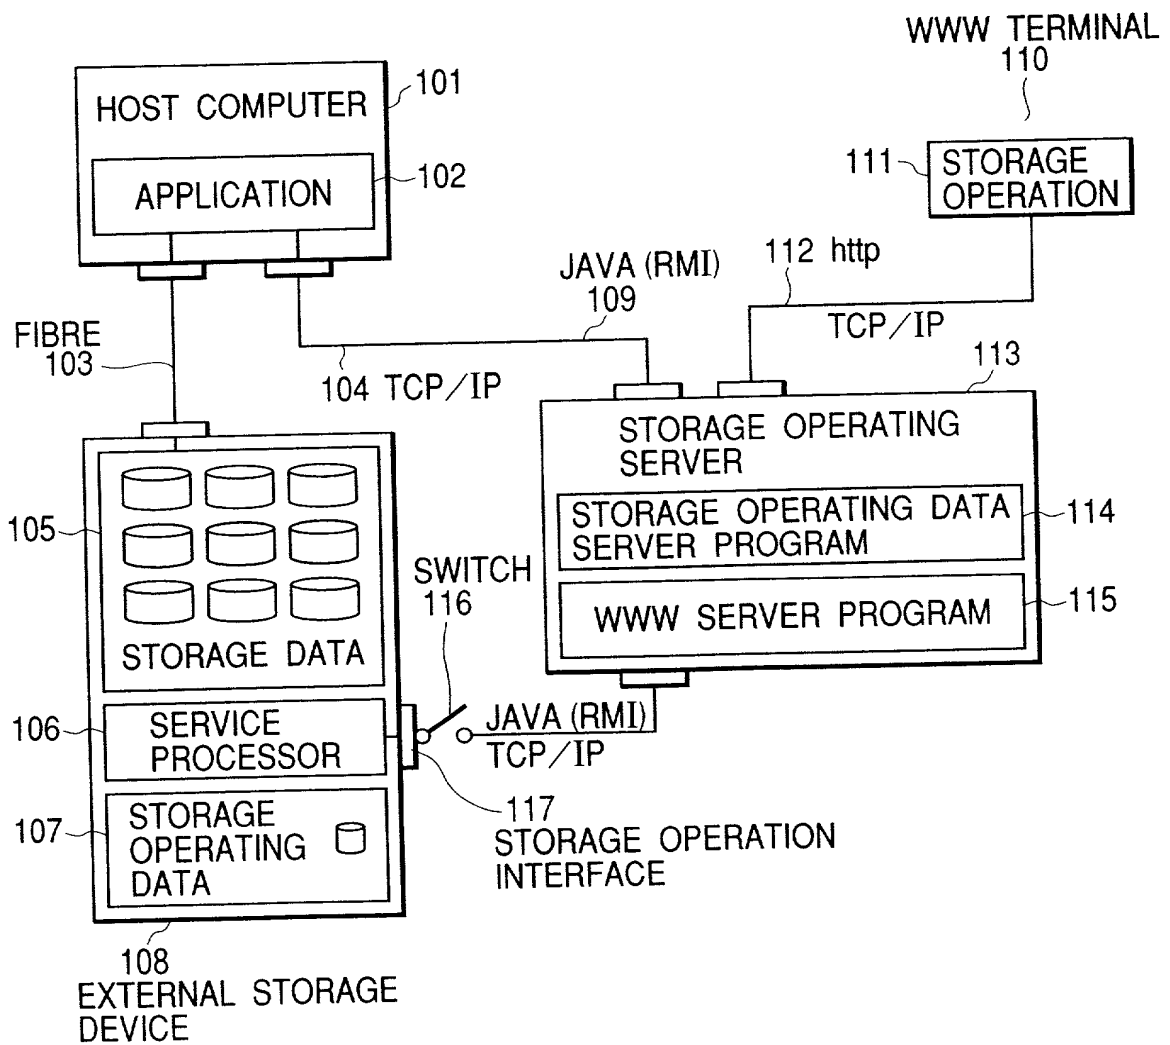 WWW TERMINAL
110
HOST COMPUTER
101
APPLICATION
102
111
STORAGE
OPERATION
112 http
TCP/IP
JAVA (RMI)
109
FIBRE
103
104 TCP/IP
113
STORAGE OPERATING
SERVER
STORAGE OPERATING DATA
SERVER PROGRAM
114
WWW SERVER PROGRAM
115
105
STORAGE DATA
SWITCH
116
106
SERVICE
PROCESSOR
JAVA (RMI)
TCP/IP
107
STORAGE
OPERATING
DATA
117
STORAGE OPERATION
INTERFACE
108
EXTERNAL STORAGE
DEVICE